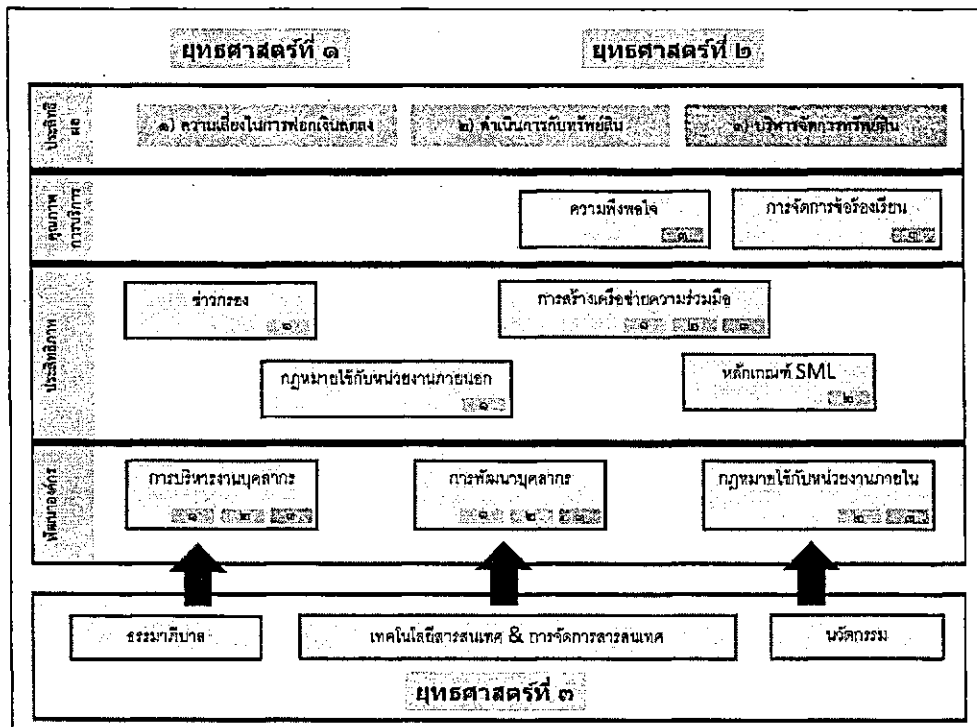 ยุทธศาสตร์ที่ ๑
ยุทธศาสตร์ที่ ๒
ประสิทธิ
ผล
๑) ความเสี่ยงในการฟอกเงินลดลง
๒) ดำเนินการกับทรัพย์สิน
๓) บริหารจัดการทรัพย์สิน
คุณภาพ
การบริการ
ความพึงพอใจ
๓
การจัดการข้อร้องเรียน
๑
ประสิทธิภาพ
ข่าวกรอง
๑
การสร้างเครือข่ายความร่วมมือ
๑ ๒ ๓
กฎหมายใช้กับหน่วยงานภายนอก
๑
หลักเกณฑ์ SML
๒
พัฒนาองค์กร
การบริหารงานบุคลากร
๑ ๒ ๓
การพัฒนาบุคลากร
๑ ๒ ๓
กฎหมายใช้กับหน่วยงานภายใน
๒ ๓
ธรรมาภิบาล
เทคโนโลยีสารสนเทศ & การจัดการสารสนเทศ
นวัตกรรม
ยุทธศาสตร์ที่ ๓